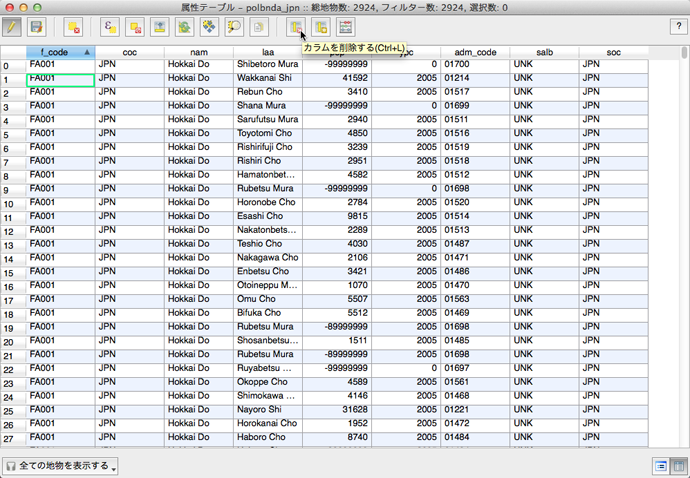 属性テーブル - polbnda_jpn :: 総地物数: 2924, フィルター数: 2924, 選択数: 0
?
カラムを削除する(Ctrl+L)
f_code coc nam laa ypc adm_code salb soc
0 FA001 JPN Hokkai Do Shibetoro Mura -99999999 0 01700 UNK JPN
1 FA001 JPN Hokkai Do Wakkanai Shi 41592 2005 01214 UNK JPN
2 FA001 JPN Hokkai Do Rebun Cho 3410 2005 01517 UNK JPN
3 FA001 JPN Hokkai Do Shana Mura -99999999 0 01699 UNK JPN
4 FA001 JPN Hokkai Do Sarufutsu Mura 2940 2005 01511 UNK JPN
5 FA001 JPN Hokkai Do Toyotomi Cho 4850 2005 01516 UNK JPN
6 FA001 JPN Hokkai Do Rishirifuji Cho 3239 2005 01519 UNK JPN
7 FA001 JPN Hokkai Do Rishiri Cho 2951 2005 01518 UNK JPN
8 FA001 JPN Hokkai Do Hamatonbet... 4582 2005 01512 UNK JPN
9 FA001 JPN Hokkai Do Rubetsu Mura -99999999 0 01698 UNK JPN
10 FA001 JPN Hokkai Do Horonobe Cho 2784 2005 01520 UNK JPN
11 FA001 JPN Hokkai Do Esashi Cho 9815 2005 01514 UNK JPN
12 FA001 JPN Hokkai Do Nakatonbets... 2289 2005 01513 UNK JPN
13 FA001 JPN Hokkai Do Teshio Cho 4030 2005 01487 UNK JPN
14 FA001 JPN Hokkai Do Nakagawa Cho 2106 2005 01471 UNK JPN
15 FA001 JPN Hokkai Do Enbetsu Cho 3421 2005 01486 UNK JPN
16 FA001 JPN Hokkai Do Otoineppu M... 1070 2005 01470 UNK JPN
17 FA001 JPN Hokkai Do Omu Cho 5507 2005 01563 UNK JPN
18 FA001 JPN Hokkai Do Bifuka Cho 5512 2005 01469 UNK JPN
19 FA001 JPN Hokkai Do Rubetsu Mura -89999999 0 01698 UNK JPN
20 FA001 JPN Hokkai Do Shosanbetsu... 1511 2005 01485 UNK JPN
21 FA001 JPN Hokkai Do Rubetsu Mura -89999999 2005 01698 UNK JPN
22 FA001 JPN Hokkai Do Ruyabetsu ... -99999999 0 01697 UNK JPN
23 FA001 JPN Hokkai Do Okoppe Cho 4589 2005 01561 UNK JPN
24 FA001 JPN Hokkai Do Shimokawa ... 4146 2005 01468 UNK JPN
25 FA001 JPN Hokkai Do Nayoro Shi 31628 2005 01221 UNK JPN
26 FA001 JPN Hokkai Do Horokanai Cho 1952 2005 01472 UNK JPN
27 FA001 JPN Hokkai Do Haboro Cho 8740 2005 01484 UNK JPN
全ての地物を表示する